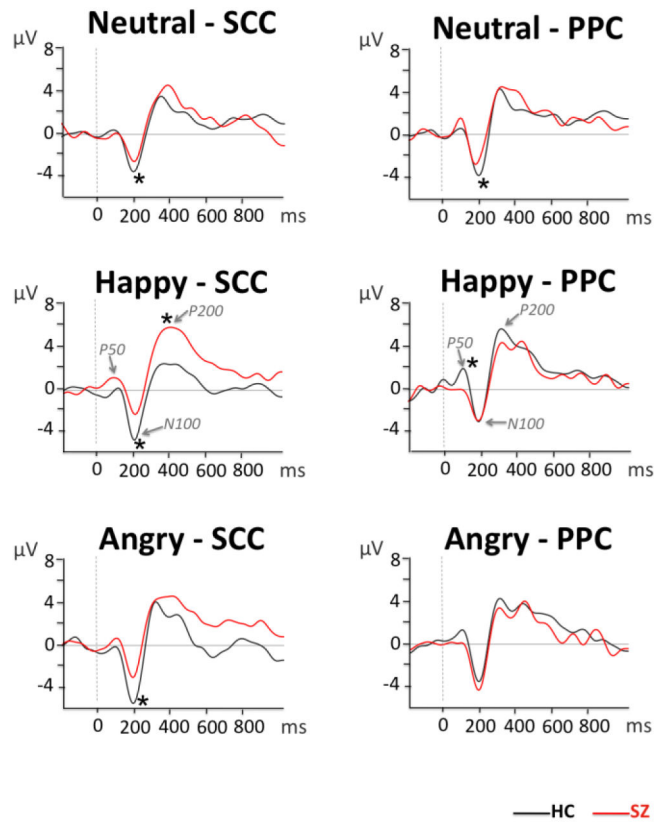 Neutral - SCC
µV
8
4
0
-4
*
0 200 400 600 800 ms
Neutral - PPC
8
4
0
-4
*
0 200 400 600 800 ms
Happy - SCC
µV
8
4
0
-4
P50
* P200
N100
*
0 200 400 600 800 ms
Happy - PPC
8
4
0
-4
P50 *
P200
N100
0 200 400 600 800 ms
Angry - SCC
µV
8
4
0
-4
*
0 200 400 600 800 ms
Angry - PPC
µV
8
4
0
-4
0 200 400 600 800 ms
HC SZ